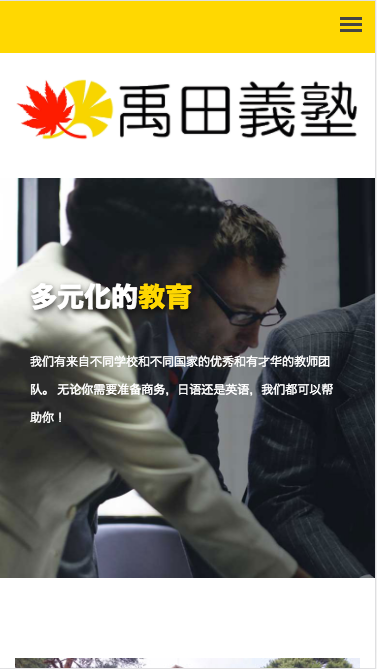 禹田義塾
多元化的教育
我们有来自不同学校和不同国家的优秀和有才华的教师团
队。 无论你需要准备商务，日语还是英语，我们都可以帮
助你！